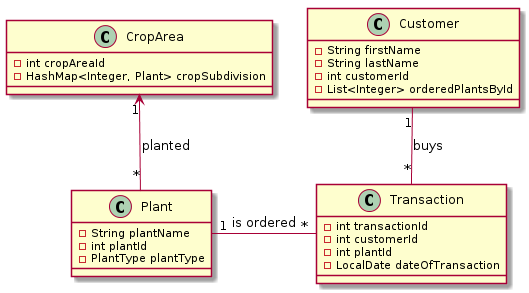 C CropArea
int cropAreaId
HashMap<Integer, Plant> cropSubdivision
C Customer
String firstName
String lastName
int customerId
List<Integer> orderedPlantsById
1
planted
*
1
buys
*
C Plant
String plantName
int plantId
PlantType plantType
1 is ordered *
C Transaction
int transactionId
int customerId
int plantId
LocalDate dateOfTransaction